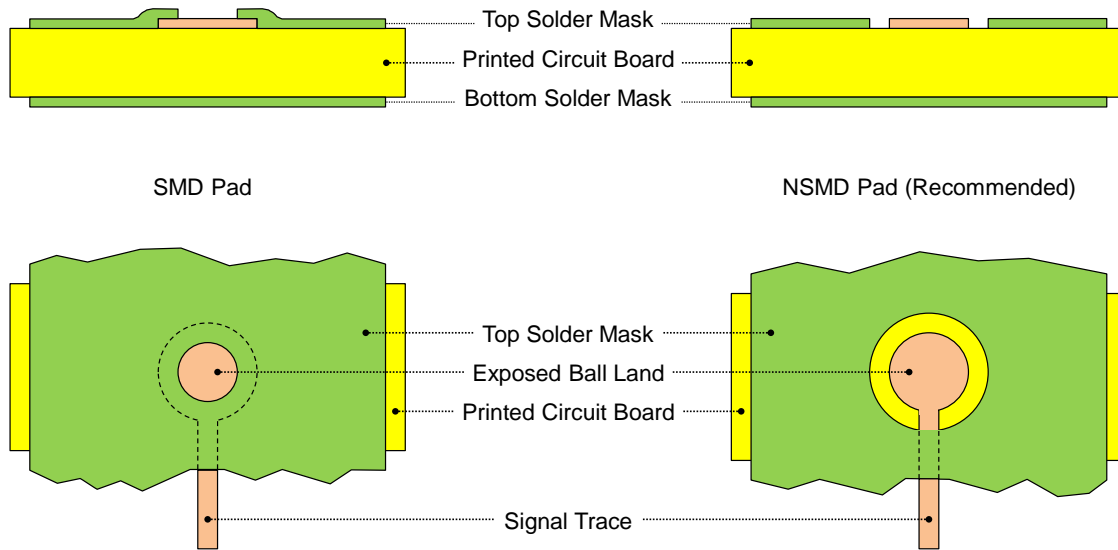 Top Solder Mask
Printed Circuit Board
Bottom Solder Mask
SMD Pad
NSMD Pad (Recommended)
Top Solder Mask
Exposed Ball Land
Printed Circuit Board
Signal Trace